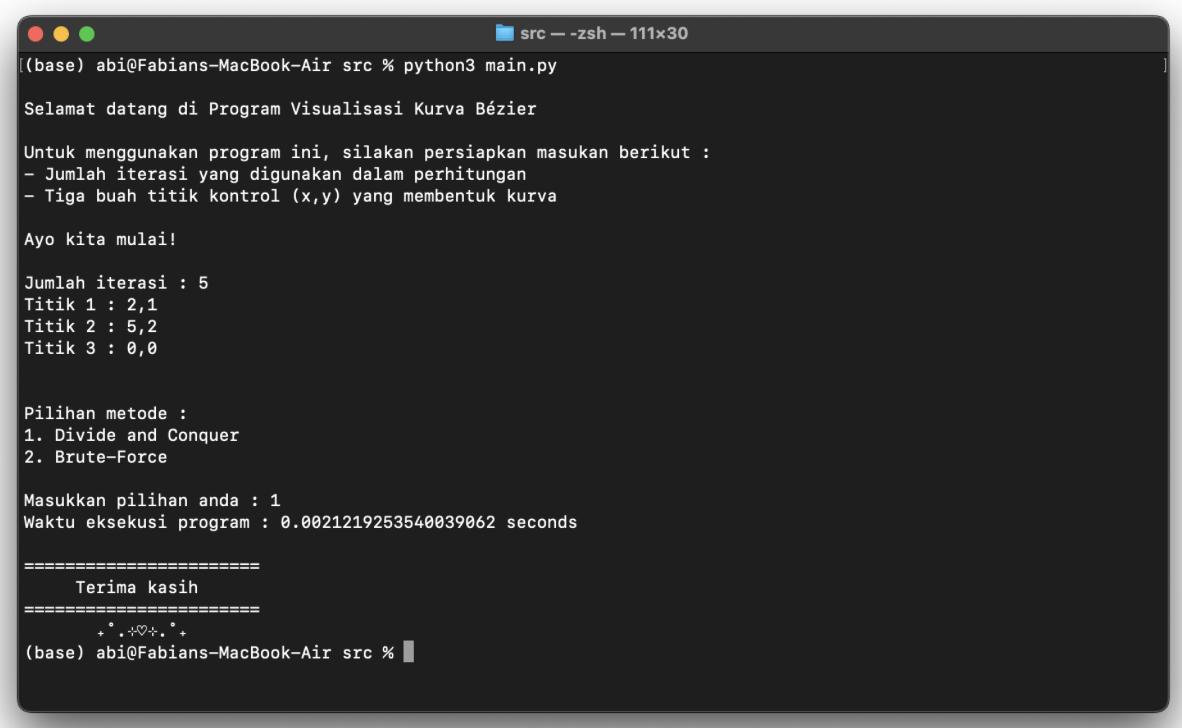 src — -zsh — 111×30
[(base) abi@Fabians-MacBook-Air src % python3 main.py ]
Selamat datang di Program Visualisasi Kurva Bézier
Untuk menggunakan program ini, silakan persiapkan masukan berikut :
- Jumlah iterasi yang digunakan dalam perhitungan
- Tiga buah titik kontrol (x,y) yang membentuk kurva
Ayo kita mulai!
Jumlah iterasi : 5
Titik 1 : 2,1
Titik 2 : 5,2
Titik 3 : 0,0
Pilihan metode :
1. Divide and Conquer
2. Brute-Force
Masukkan pilihan anda : 1
Waktu eksekusi program : 0.0021219253540039062 seconds
=======================
Terima kasih
=======================
₊˚.⊹♡⊹.˚₊
(base) abi@Fabians-MacBook-Air src %